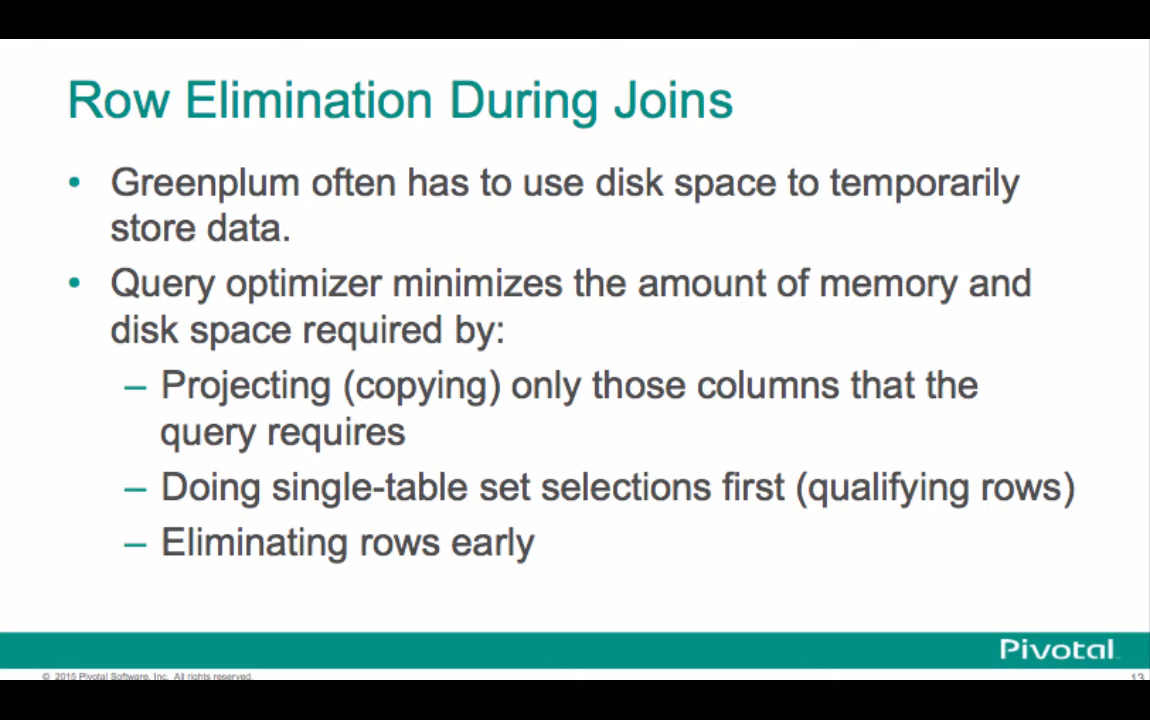 Row Elimination During Joins
• Greenplum often has to use disk space to temporarily
store data.
• Query optimizer minimizes the amount of memory and
disk space required by:
– Projecting (copying) only those columns that the
query requires
– Doing single-table set selections first (qualifying rows)
– Eliminating rows early
Pivotal
© 2015 Pivotal Software, Inc. All rights reserved.
13